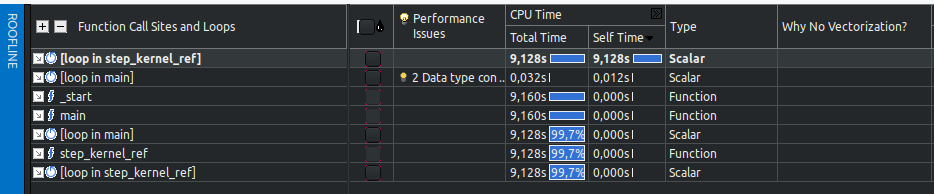 ROOFLINE
Function Call Sites and Loops
Performance Issues
CPU Time
Total Time Self Time
Type
Why No Vectorization?
[loop in step_kernel_ref] 9,128s 9,128s Scalar
[loop in main] 2 Data type con .. 0,032s 0,012s Scalar
_start 9,160s 0,000s Function
main 9,160s 0,000s Function
[loop in main] 9,128s 99,7% 0,000s Scalar
step_kernel_ref 9,128s 99,7% 0,000s Function
[loop in step_kernel_ref] 9,128s 99,7% 0,000s Scalar